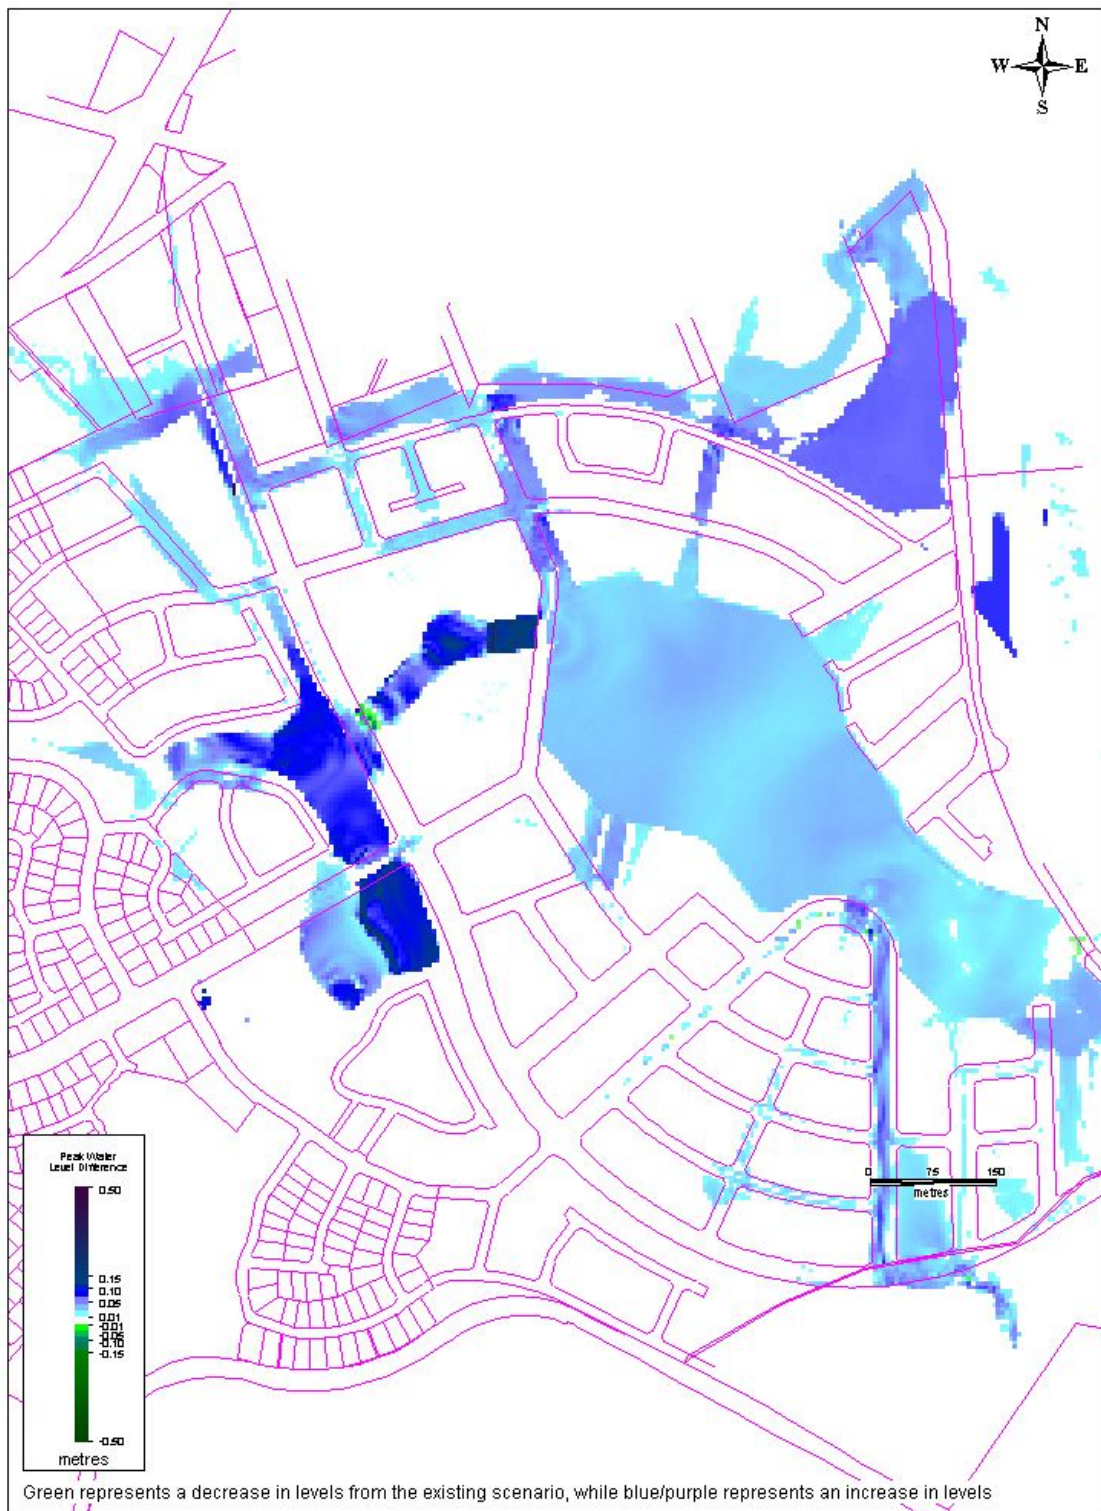 N
W E
S
Peak Water
Level Difference
0.50
0.15
0.10
0.05
0.01
-0.01
-0.05
-0.10
-0.15
-0.50
metres
0 75 150
metres
Green represents a decrease in levels from the existing scenario, while blue/purple represents an increase in levels